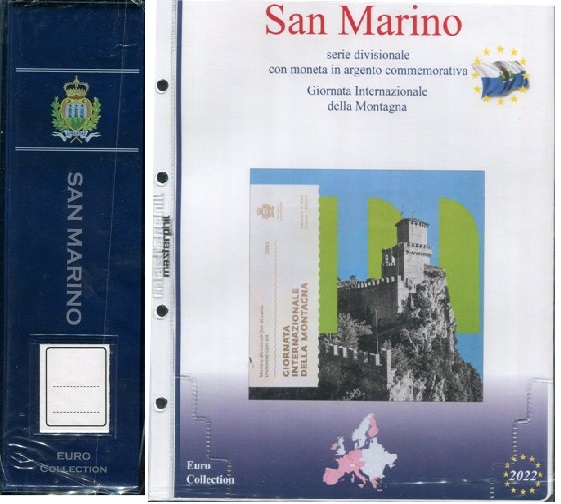 SAN MARINO
EURO
COLLECTION
masterphil
San Marino
serie divisionale
con moneta in argento commemorativa
Giornata Internazionale
della Montagna
2022
GIORNATA
INTERNAZIONALE
DELLA MONTAGNA
Euro
Collection
2022